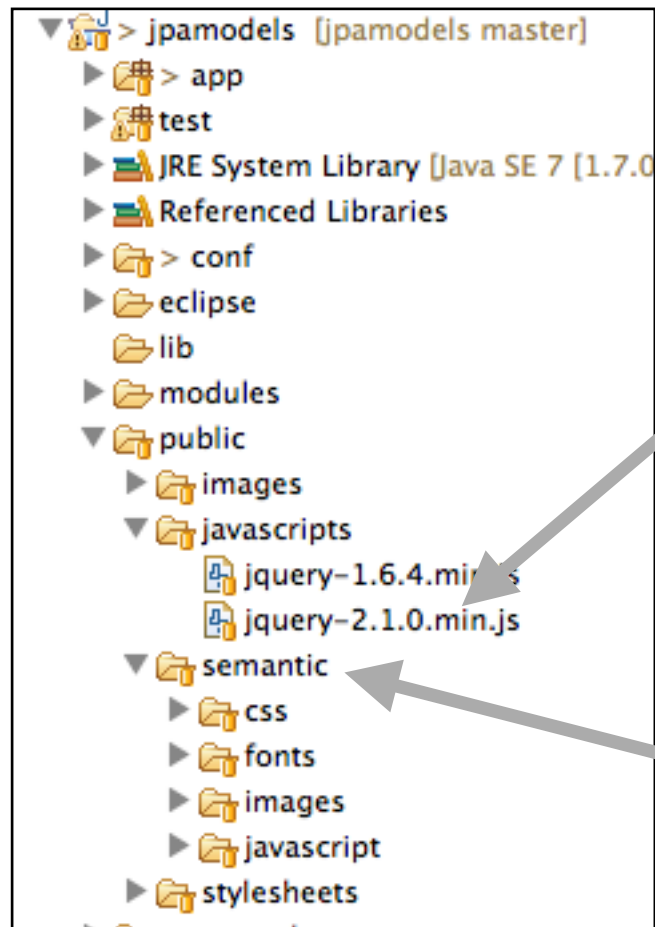 > jpamodels [jpamodels master]
> app
test
JRE System Library [Java SE 7 [1.7.0
Referenced Libraries
> conf
eclipse
lib
modules
public
images
javascripts
jquery-1.6.4.min.js
jquery-2.1.0.min.js
semantic
css
fonts
images
javascript
stylesheets